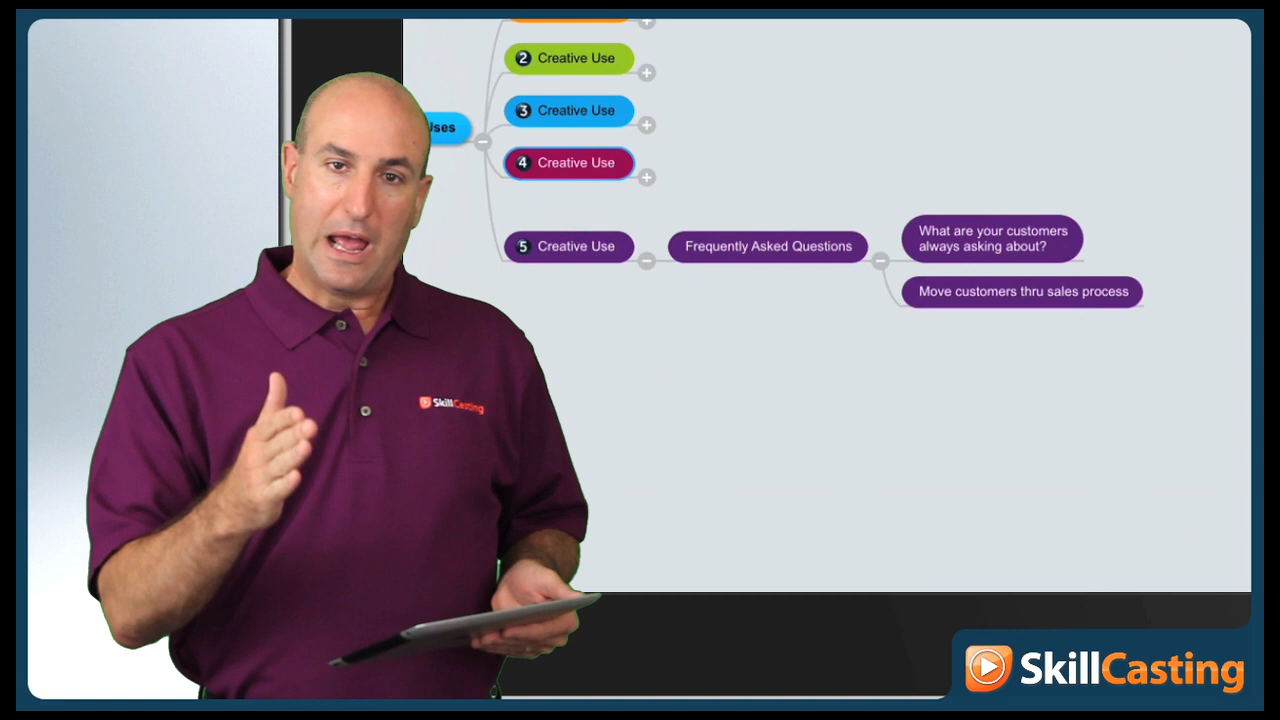 2 Creative Use
3 Creative Use
Uses
4 Creative Use
5 Creative Use
Frequently Asked Questions
What are your customers
always asking about?
Move customers thru sales process
SkillCasting
SkillCasting